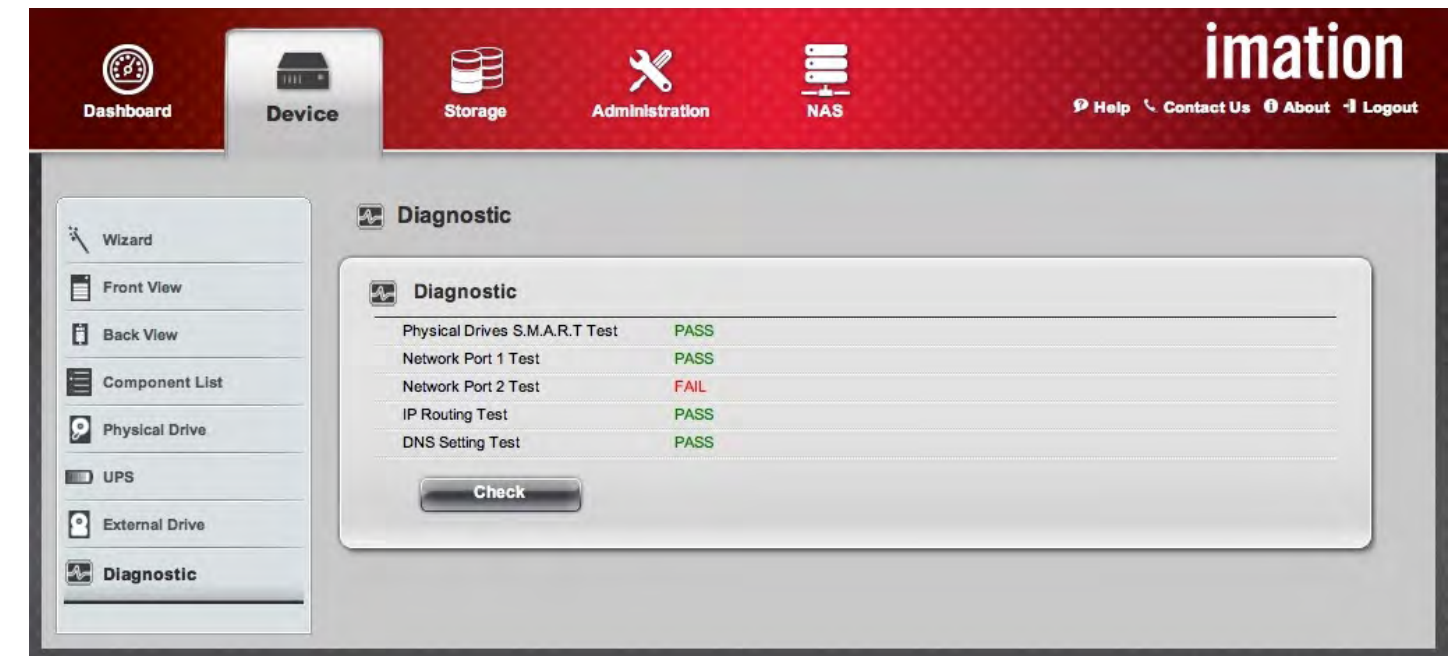 imation
Dashboard
Device
Storage
Administration
NAS
Help Contact Us About Logout
Wizard
Front View
Back View
Component List
Physical Drive
UPS
External Drive
Diagnostic
Diagnostic
Diagnostic
Physical Drives S.M.A.R.T Test PASS
Network Port 1 Test PASS
Network Port 2 Test FAIL
IP Routing Test PASS
DNS Setting Test PASS
Check